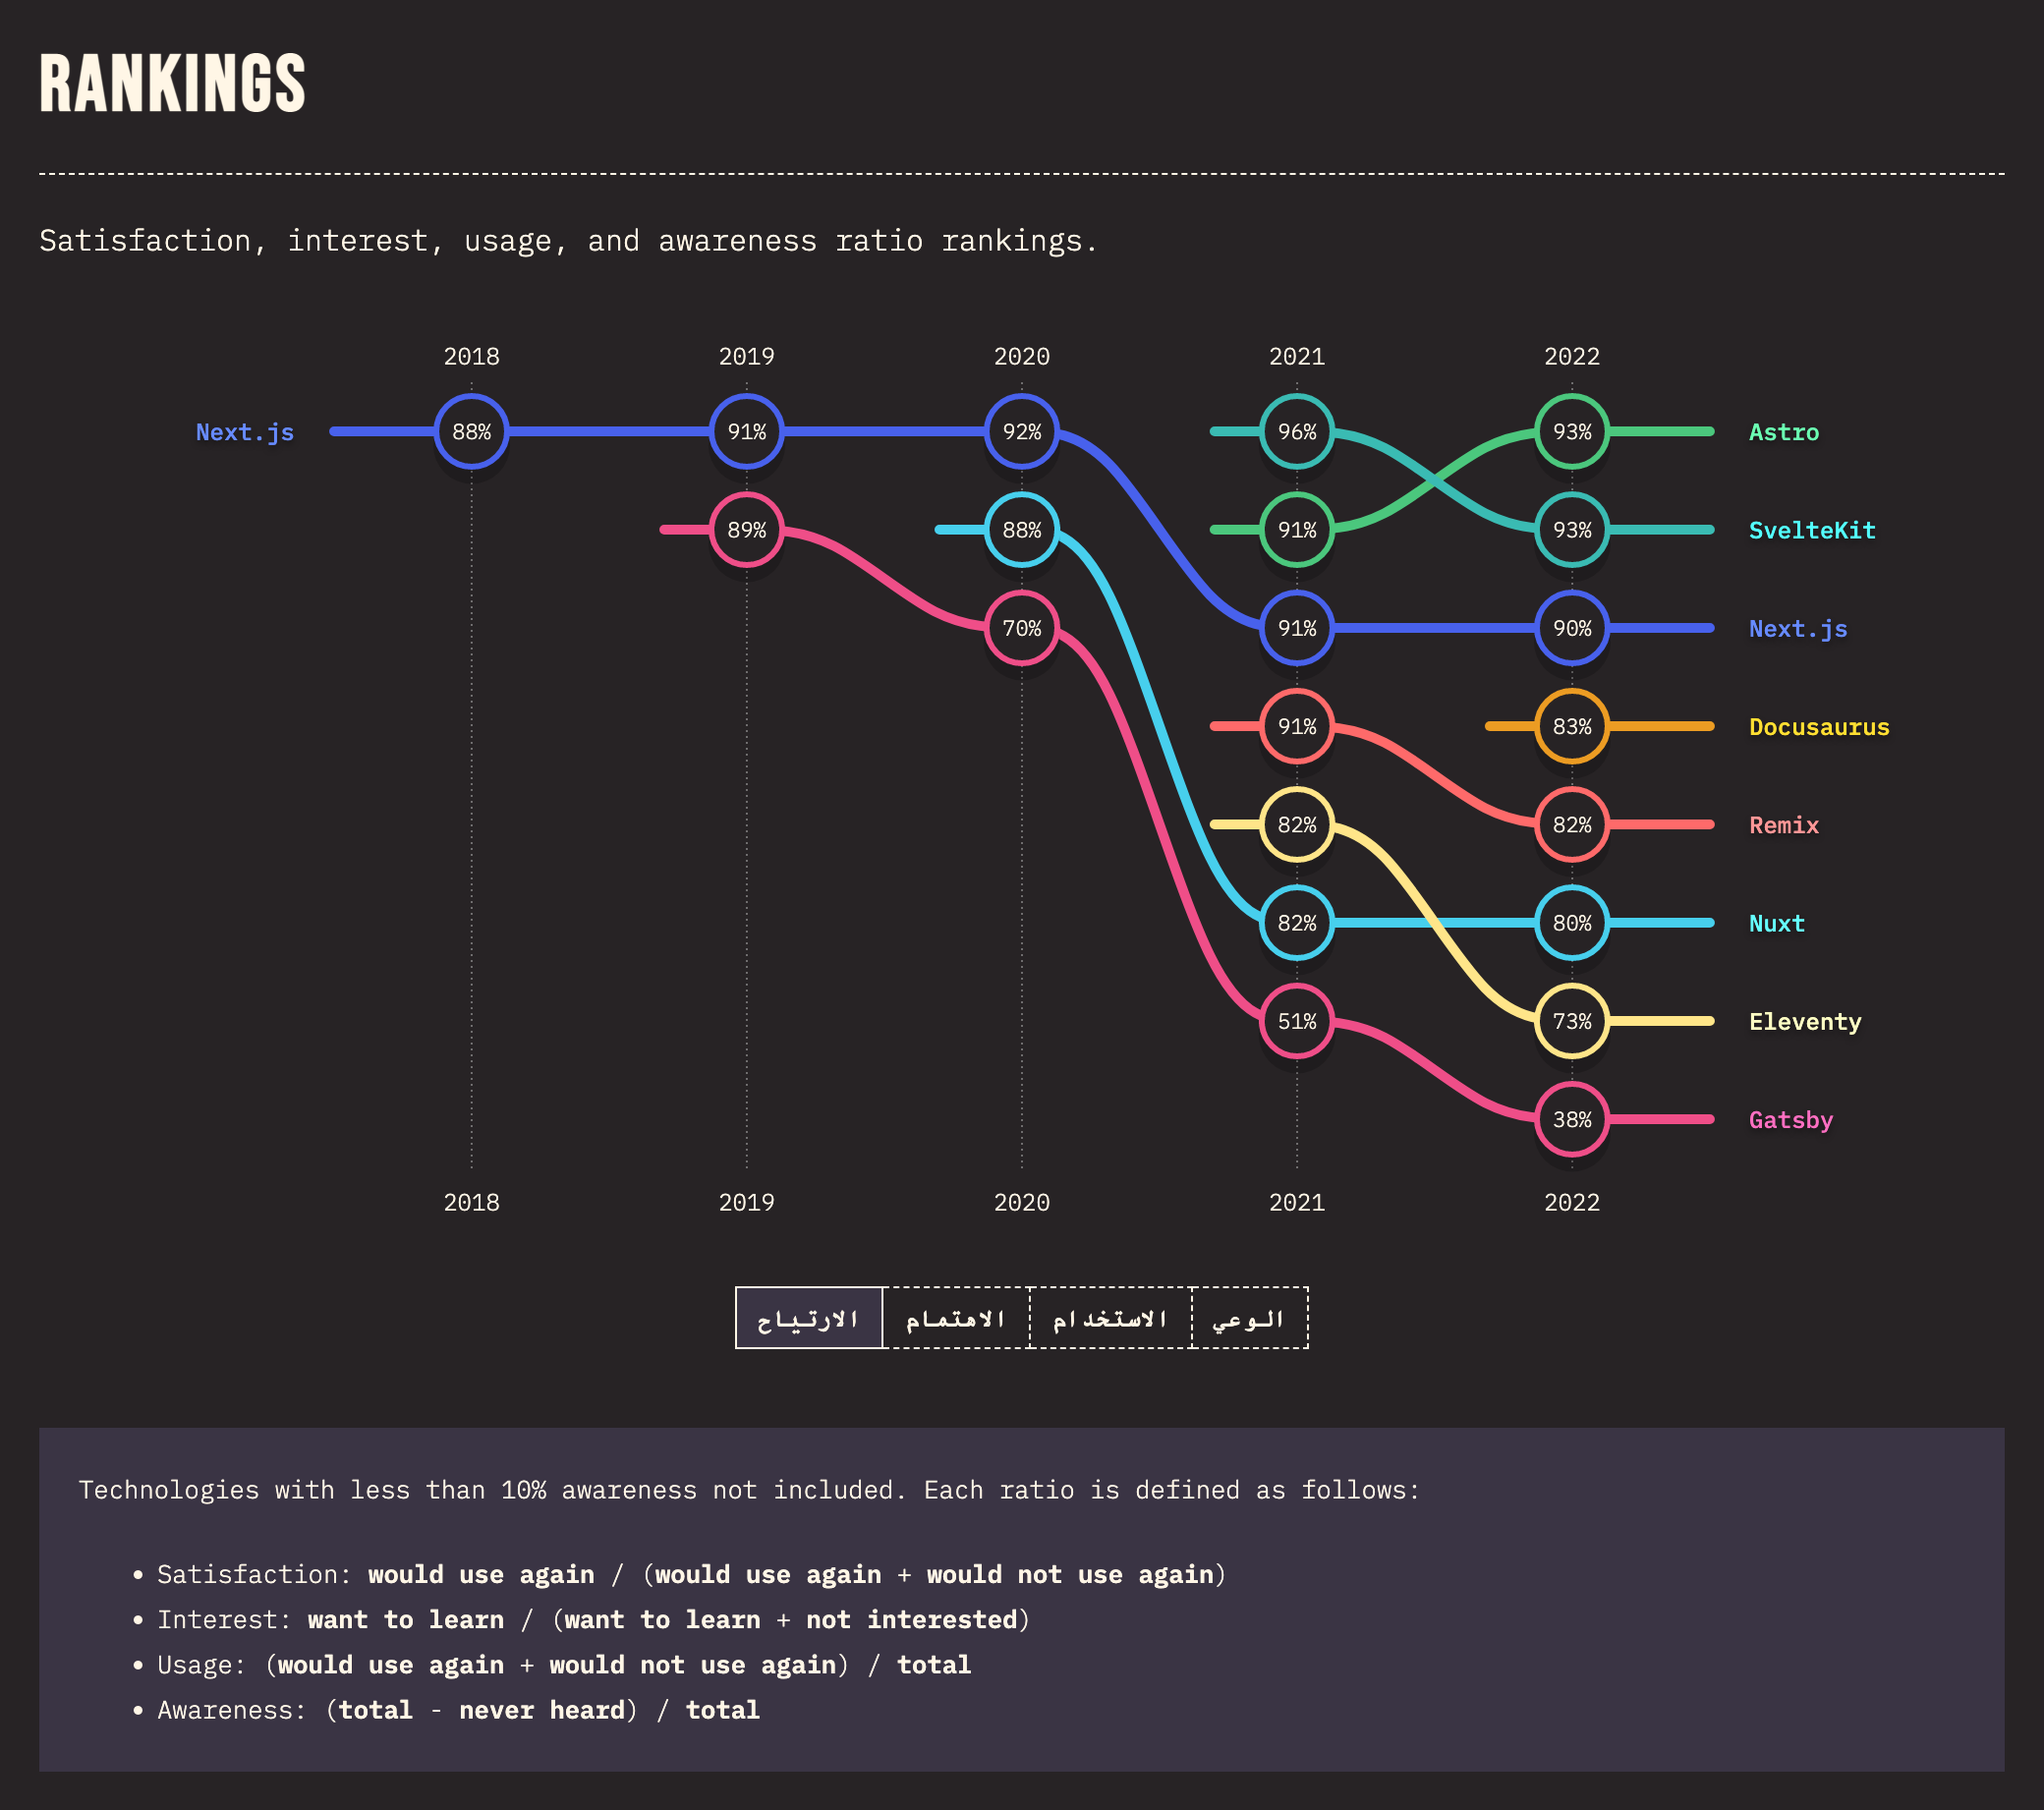 RANKINGS
Satisfaction, interest, usage, and awareness ratio rankings.
2018 2019 2020 2021 2022
Next.js 88% 91% 92% 96% 93% Astro
89% 88% 91% 93% SvelteKit
70% 91% 90% Next.js
91% 83% Docusaurus
82% 82% Remix
82% 80% Nuxt
51% 73% Eleventy
38% Gatsby
2018 2019 2020 2021 2022
الارتياح
الاهتمام
الاستخدام
الوعي
Technologies with less than 10% awareness not included. Each ratio is defined as follows:
• Satisfaction: would use again / (would use again + would not use again)
• Interest: want to learn / (want to learn + not interested)
• Usage: (would use again + would not use again) / total
• Awareness: (total - never heard) / total